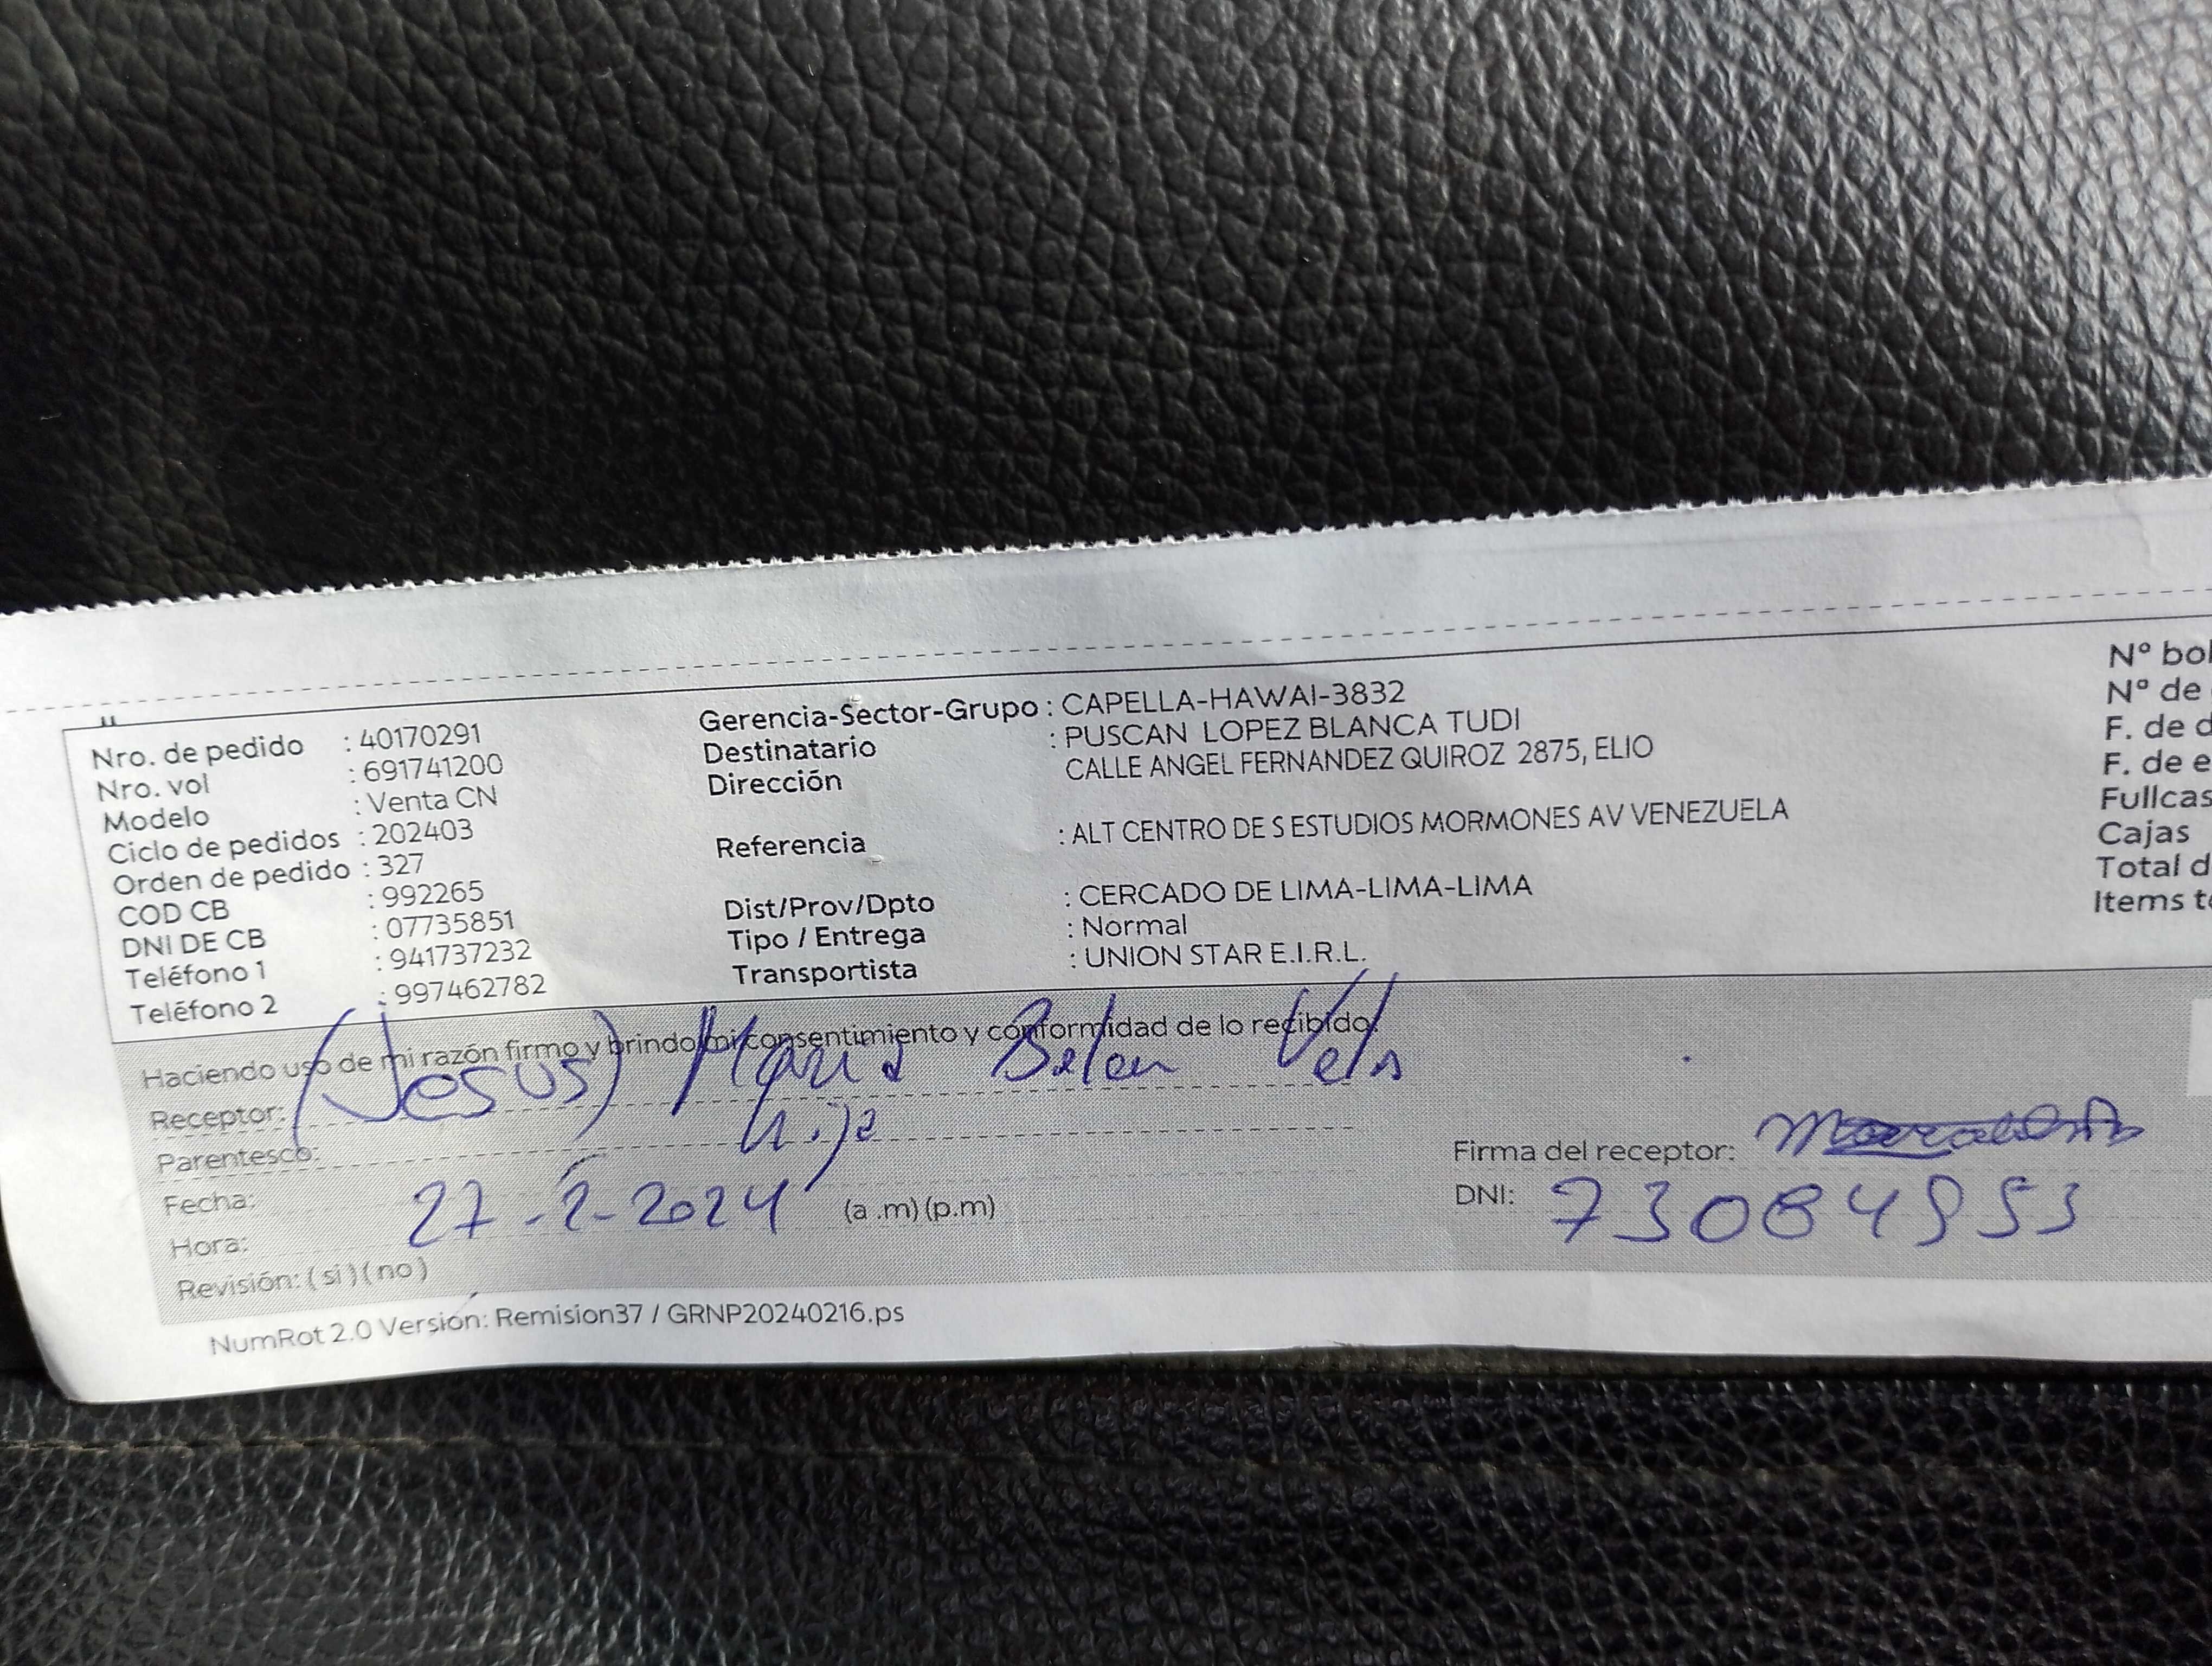 Nro. de pedido : 40170291
Nro. vol : 691741200
Modelo : Venta CN
Ciclo de pedidos : 202403
Orden de pedido : 327
COD CB : 992265
DNI DE CB : 07735851
Teléfono 1 : 941737232
Teléfono 2 : 997462782
Gerencia-Sector-Grupo : CAPELLA-HAWAI-3832
Destinatario : PUSCAN LOPEZ BLANCA TUDI
Dirección CALLE ANGEL FERNANDEZ QUIROZ 2875, ELIO
Referencia : ALT CENTRO DE S ESTUDIOS MORMONES AV VENEZUELA
Dist/Prov/Dpto : CERCADO DE LIMA-LIMA-LIMA
Tipo / Entrega : Normal
Transportista : UNION STAR E.I.R.L.
N° bol
N° de
F. de d
F. de e
Fullcas
Cajas
Total d
Items t
Haciendo uso de mi razón firmo y brindo mi consentimiento y conformidad de lo recibido.
Receptor: (Jesus) Belen
Parentesco: hija
Fecha: 27-2-2024
Hora: (a .m) (p.m)
Revisión: ( si ) ( no )
Firma del receptor:
DNI: 73084953
NumRot 2.0 Versión: Remision37 / GRNP20240216.ps